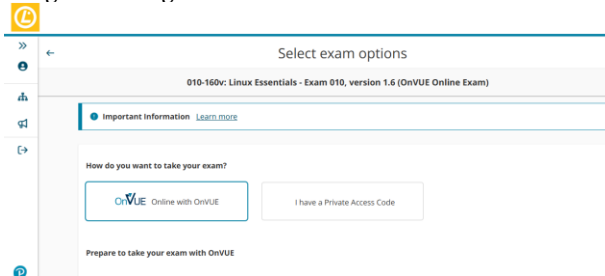 Select exam options
010-160v: Linux Essentials - Exam 010, version 1.6 (OnVUE Online Exam)
Important Information Learn more
How do you want to take your exam?
OnVUE Online with OnVUE
I have a Private Access Code
Prepare to take your exam with OnVUE